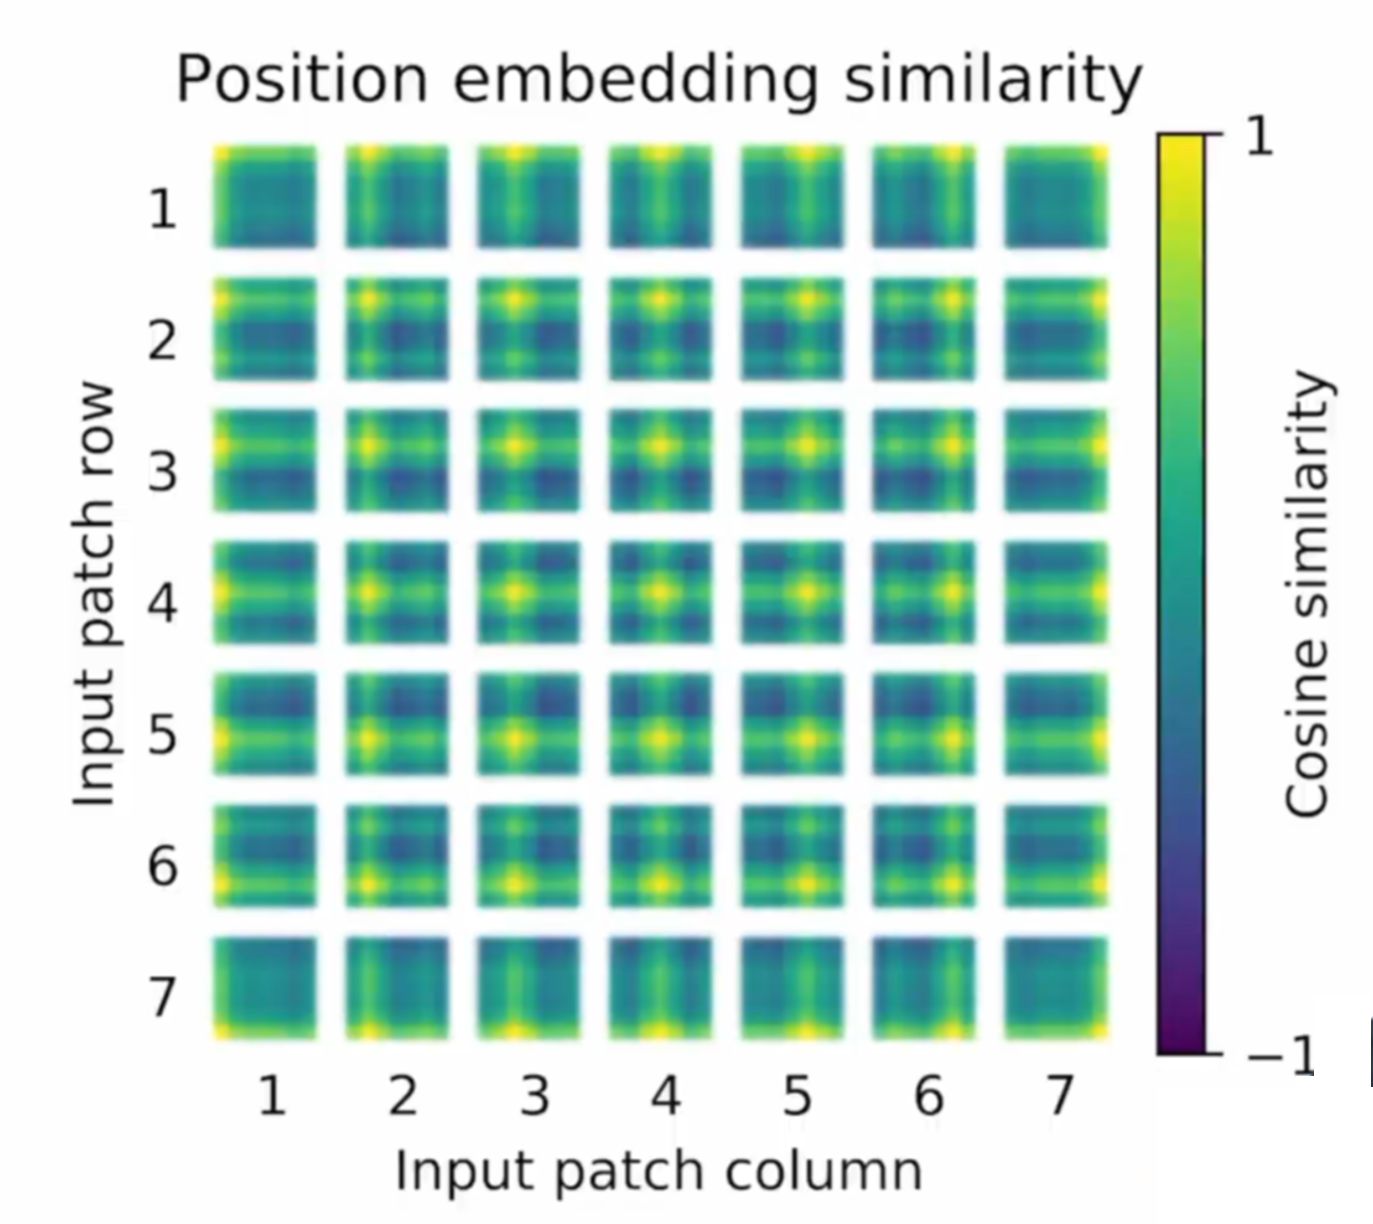 Position embedding similarity
1
1
2
3
4
5
6
7
Input patch row
Cosine similarity
−1
1 2 3 4 5 6 7
Input patch column